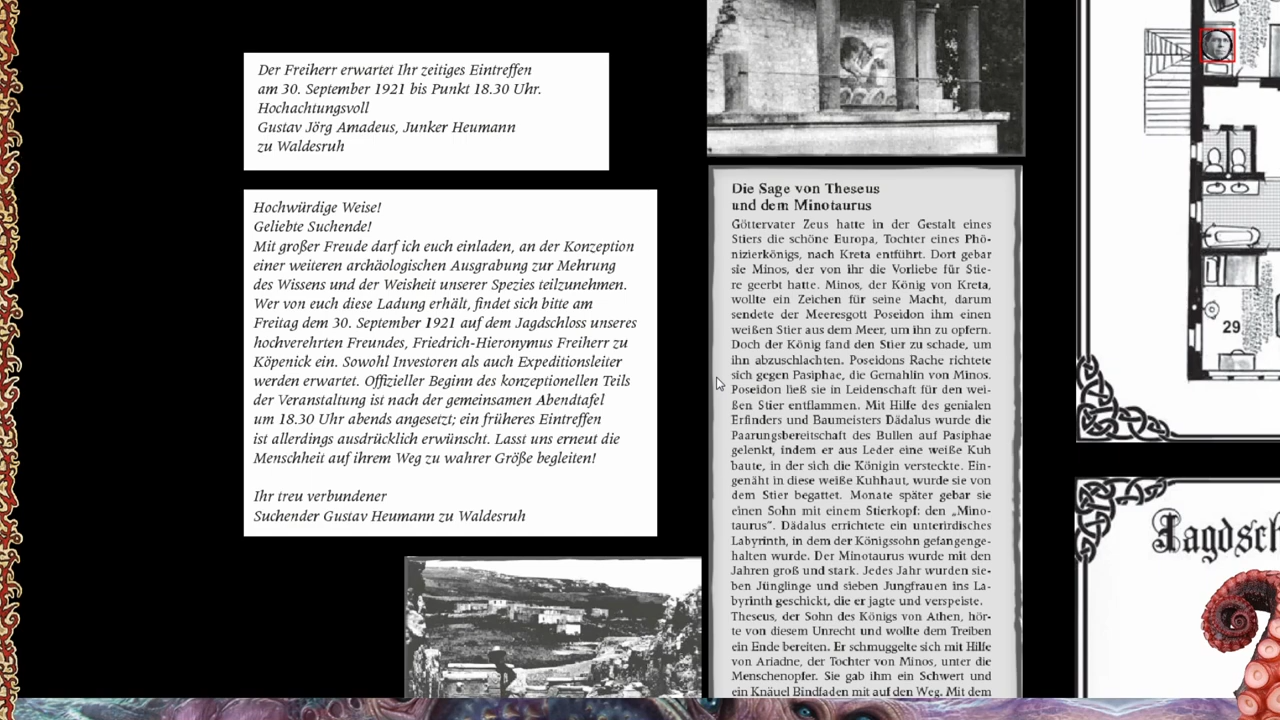 Der Freiherr erwartet Ihr zeitiges Eintreffen
am 30. September 1921 bis Punkt 18.30 Uhr.
Hochachtungsvoll
Gustav Jörg Amadeus, Junker Heumann
zu Waldesruh
Hochwürdige Weise!
Geliebte Suchende!
Mit großer Freude darf ich euch einladen, an der Konzeption
einer weiteren archäologischen Ausgrabung zur Mehrung
des Wissens und der Weisheit unserer Spezies teilzunehmen.
Wer von euch diese Ladung erhält, findet sich bitte am
Freitag dem 30. September 1921 auf dem Jagdschloss unseres
hochverehrten Freundes, Friedrich-Hieronymus Freiherr zu
Köpenick ein. Sowohl Investoren als auch Expeditionsleiter
werden erwartet. Offizieller Beginn des konzeptionellen Teils
der Veranstaltung ist nach der gemeinsamen Abendtafel
um 18.30 Uhr abends angesetzt; ein früheres Eintreffen
ist allerdings ausdrücklich erwünscht. Lasst uns erneut die
Menschheit auf ihrem Weg zu wahrer Größe begleiten!
Ihr treu verbundener
Suchender Gustav Heumann zu Waldesruh
Die Sage von Theseus
und dem Minotaurus
Göttervater Zeus hatte in der Gestalt eines
Stiers die schöne Europa, Tochter eines Phö-
nizierkönigs, nach Kreta entführt. Dort gebar
sie Minos, der von ihr die Vorliebe für Stie-
re geerbt hatte. Minos, der König von Kreta,
wollte ein Zeichen für seine Macht, darum
sendete der Meeresgott Poseidon ihm einen
weißen Stier aus dem Meer, um ihn zu opfern.
Doch der König fand den Stier zu schade, um
ihn abzuschlachten. Poseidons Rache richtete
sich gegen Pasiphae, die Gemahlin von Minos.
Poseidon ließ sie in Leidenschaft für den wei-
ßen Stier entflammen. Mit Hilfe des genialen
Erfinders und Baumeisters Dädalus wurde die
Paarungsbereitschaft des Bullen auf Pasiphae
gelenkt, indem er aus Leder eine weiße Kuh
baute, in der sich die Königin versteckte. Ein-
genäht in diese weiße Kuhhaut, wurde sie von
dem Stier begattet. Monate später gebar sie
einen Sohn mit einem Stierkopf: den „Mino-
taurus“. Dädalus errichtete ein unterirdisches
Labyrinth, in dem der Königssohn gefangenge-
halten wurde. Der Minotaurus wurde mit den
Jahren groß und stark. Jedes Jahr wurden sie-
ben Jünglinge und sieben Jungfrauen ins La-
byrinth geschickt, die er jagte und verspeiste.
Theseus, der Sohn des Königs von Athen, hör-
te von diesem Unrecht und wollte dem Treiben
ein Ende bereiten. Er schmuggelte sich mit Hilfe
von Ariadne, der Tochter von Minos, unter die
Menschenopfer. Sie gab ihm ein Schwert und
ein Knäuel Bindfaden mit auf den Weg. Mit dem
29
Jagdsch